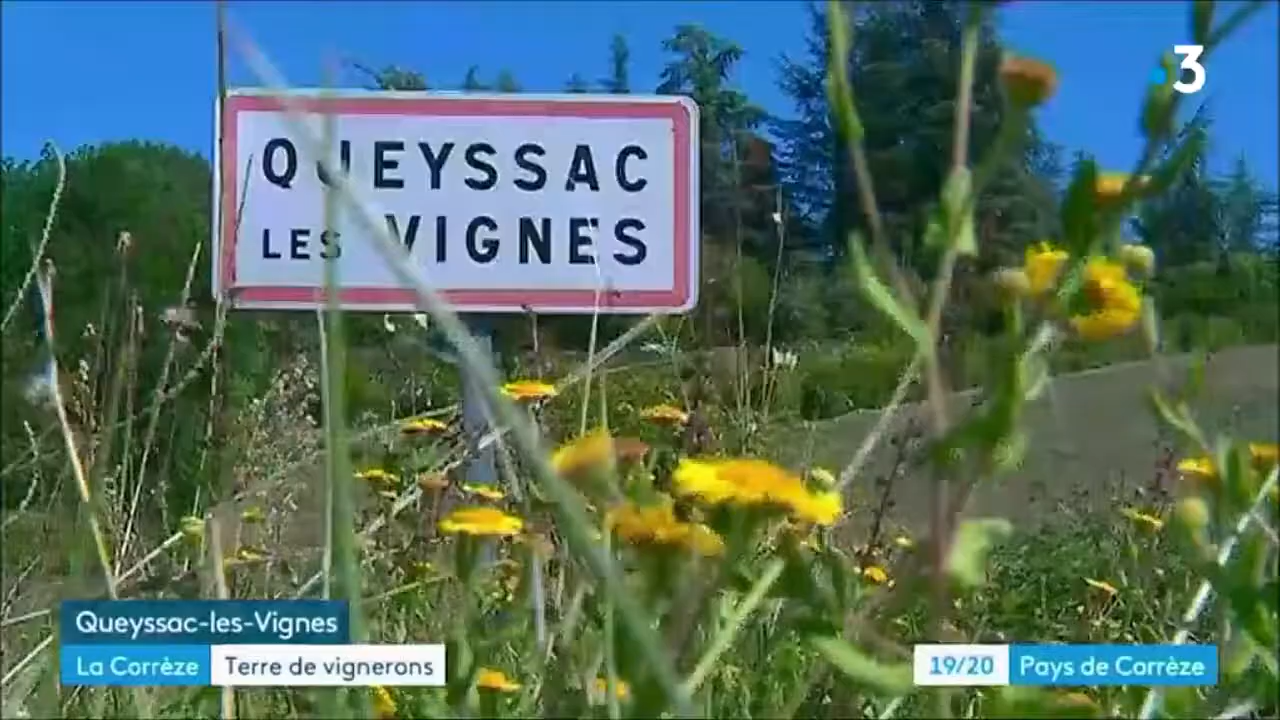 3
QUEYSSAC
LES VIGNES
Queyssac-les-Vignes
La Corrèze Terre de vignerons
19/20 Pays de Corrèze